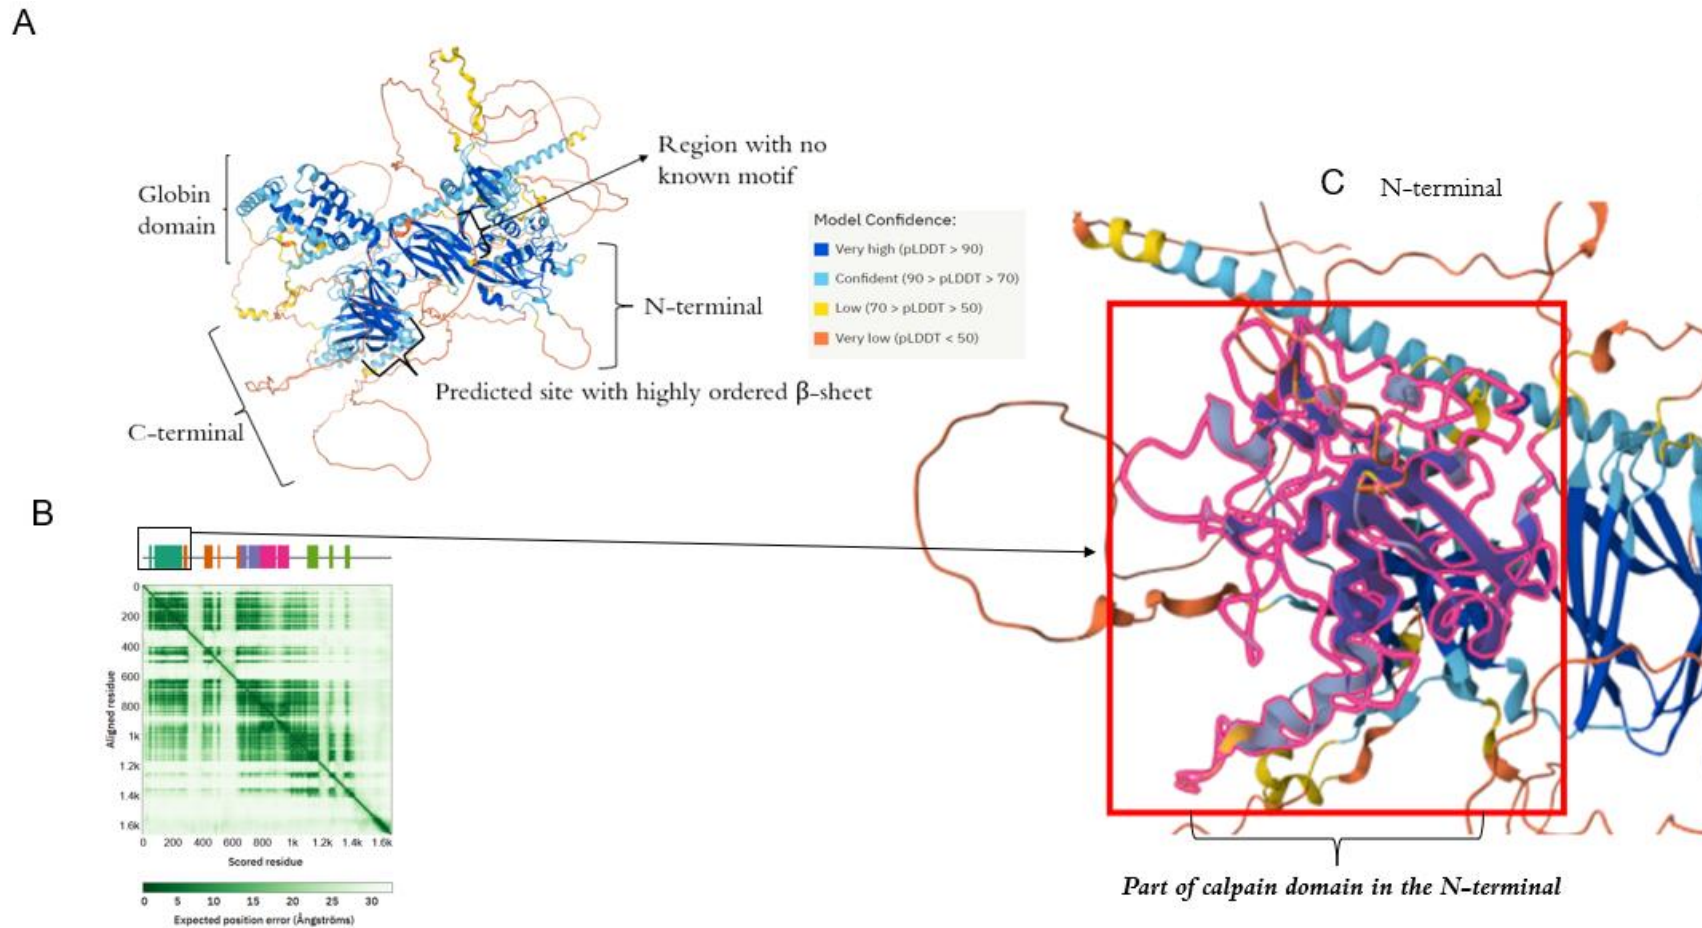 A
Region with no
known motif
Globin
domain
N-terminal
Predicted site with highly ordered β-sheet
C-terminal
Model Confidence:
Very high (pLDDT > 90)
Confident (90 > pLDDT > 70)
Low (70 > pLDDT > 50)
Very low (pLDDT < 50)
B
0
200
400
600
800
1k
1.2k
1.4k
1.6k
Aligned residue
0 200 400 600 800 1k 1.2k 1.4k 1.6k
Scored residue
0 5 10 15 20 25 30
Expected position error (Ångströms)
C
N-terminal
Part of calpain domain in the N-terminal